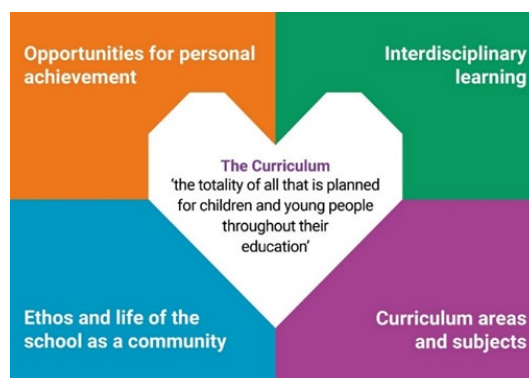 Opportunities for personal
achievement
Interdisciplinary
learning
The Curriculum
‘the totality of all that is planned
for children and young people
throughout their
education’
Ethos and life of the
school as a community
Curriculum areas
and subjects